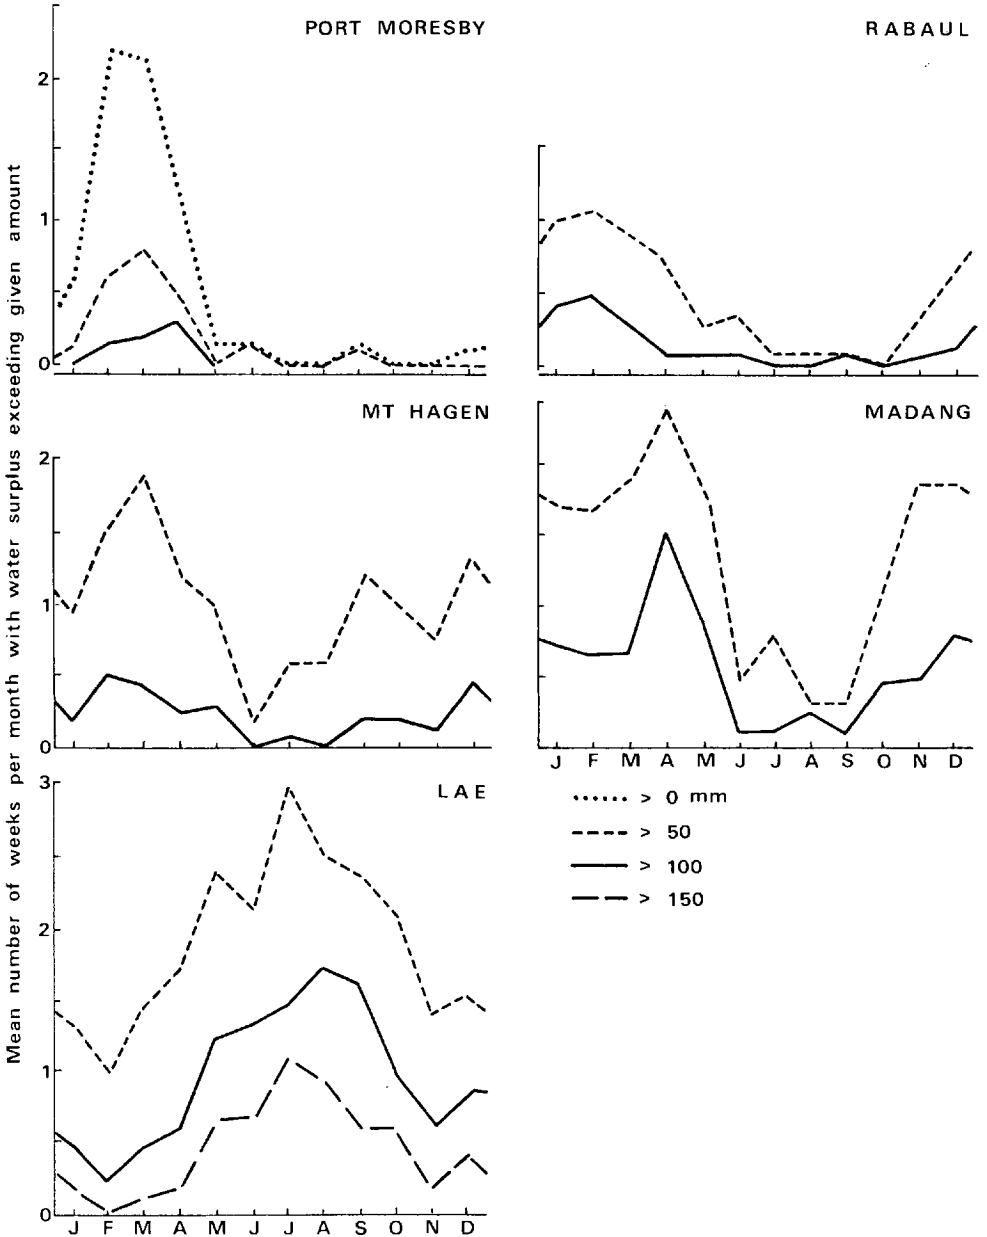 PORT MORESBY
RABAUL
2
1
0
MT HAGEN
MADANG
2
1
0
J F M A M J J A S O N D
LAE
3
2
1
0
J F M A M J J A S O N D
> 0 mm
> 50
> 100
> 150
Mean number of weeks per month with water surplus exceeding given amount